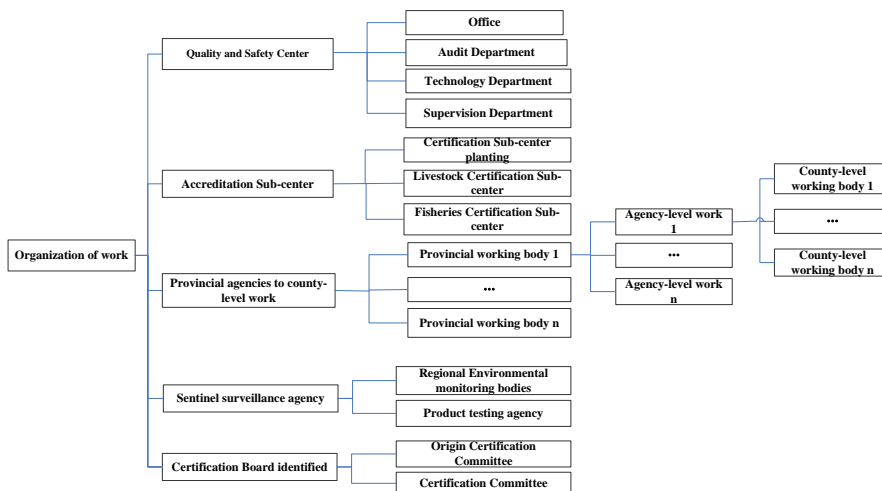 Organization of work
Quality and Safety Center
Office
Audit Department
Technology Department
Supervision Department
Accreditation Sub-center
Certification Sub-center
planting
Livestock Certification Sub-
center
Fisheries Certification Sub-
center
Provincial agencies to county-
level work
Provincial working body 1
...
Provincial working body n
Agency-level work
1
...
Agency-level work
n
County-level
working body 1
...
County-level
working body n
Sentinel surveillance agency
Regional Environmental
monitoring bodies
Product testing agency
Certification Board identified
Origin Certification
Committee
Certification Committee